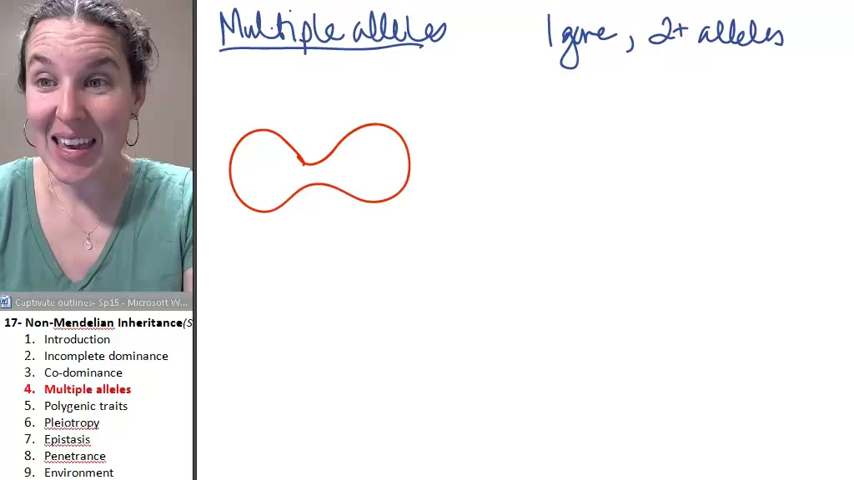 Multiple alleles
1 gene, 2+ alleles
Captivate outlines- Sp15 - Microsoft W...
17- Non-Mendelian Inheritance(S
1. Introduction
2. Incomplete dominance
3. Co-dominance
4. Multiple alleles
5. Polygenic traits
6. Pleiotropy
7. Epistasis
8. Penetrance
9. Environment